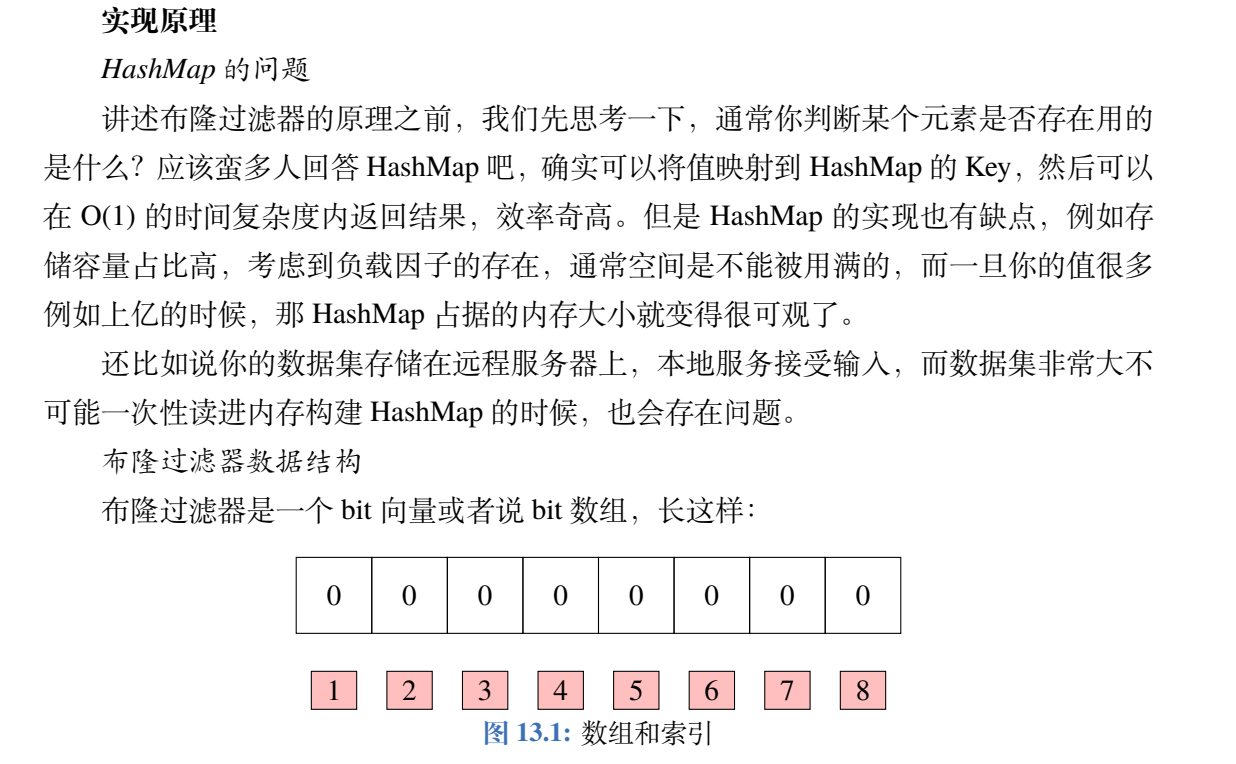 实现原理
HashMap 的问题
讲述布隆过滤器的原理之前，我们先思考一下，通常你判断某个元素是否存在用的
是什么？应该蛮多人回答 HashMap 吧，确实可以将值映射到 HashMap 的 Key，然后可以
在 O(1) 的时间复杂度内返回结果，效率奇高。但是 HashMap 的实现也有缺点，例如存
储容量占比高，考虑到负载因子的存在，通常空间是不能被用满的，而一旦你的值很多
例如上亿的时候，那 HashMap 占据的内存大小就变得很可观了。
还比如说你的数据集存储在远程服务器上，本地服务接受输入，而数据集非常大不
可能一次性读进内存构建 HashMap 的时候，也会存在问题。
布隆过滤器数据结构
布隆过滤器是一个 bit 向量或者说 bit 数组，长这样：
0 0 0 0 0 0 0 0
1 2 3 4 5 6 7 8
图 13.1: 数组和索引